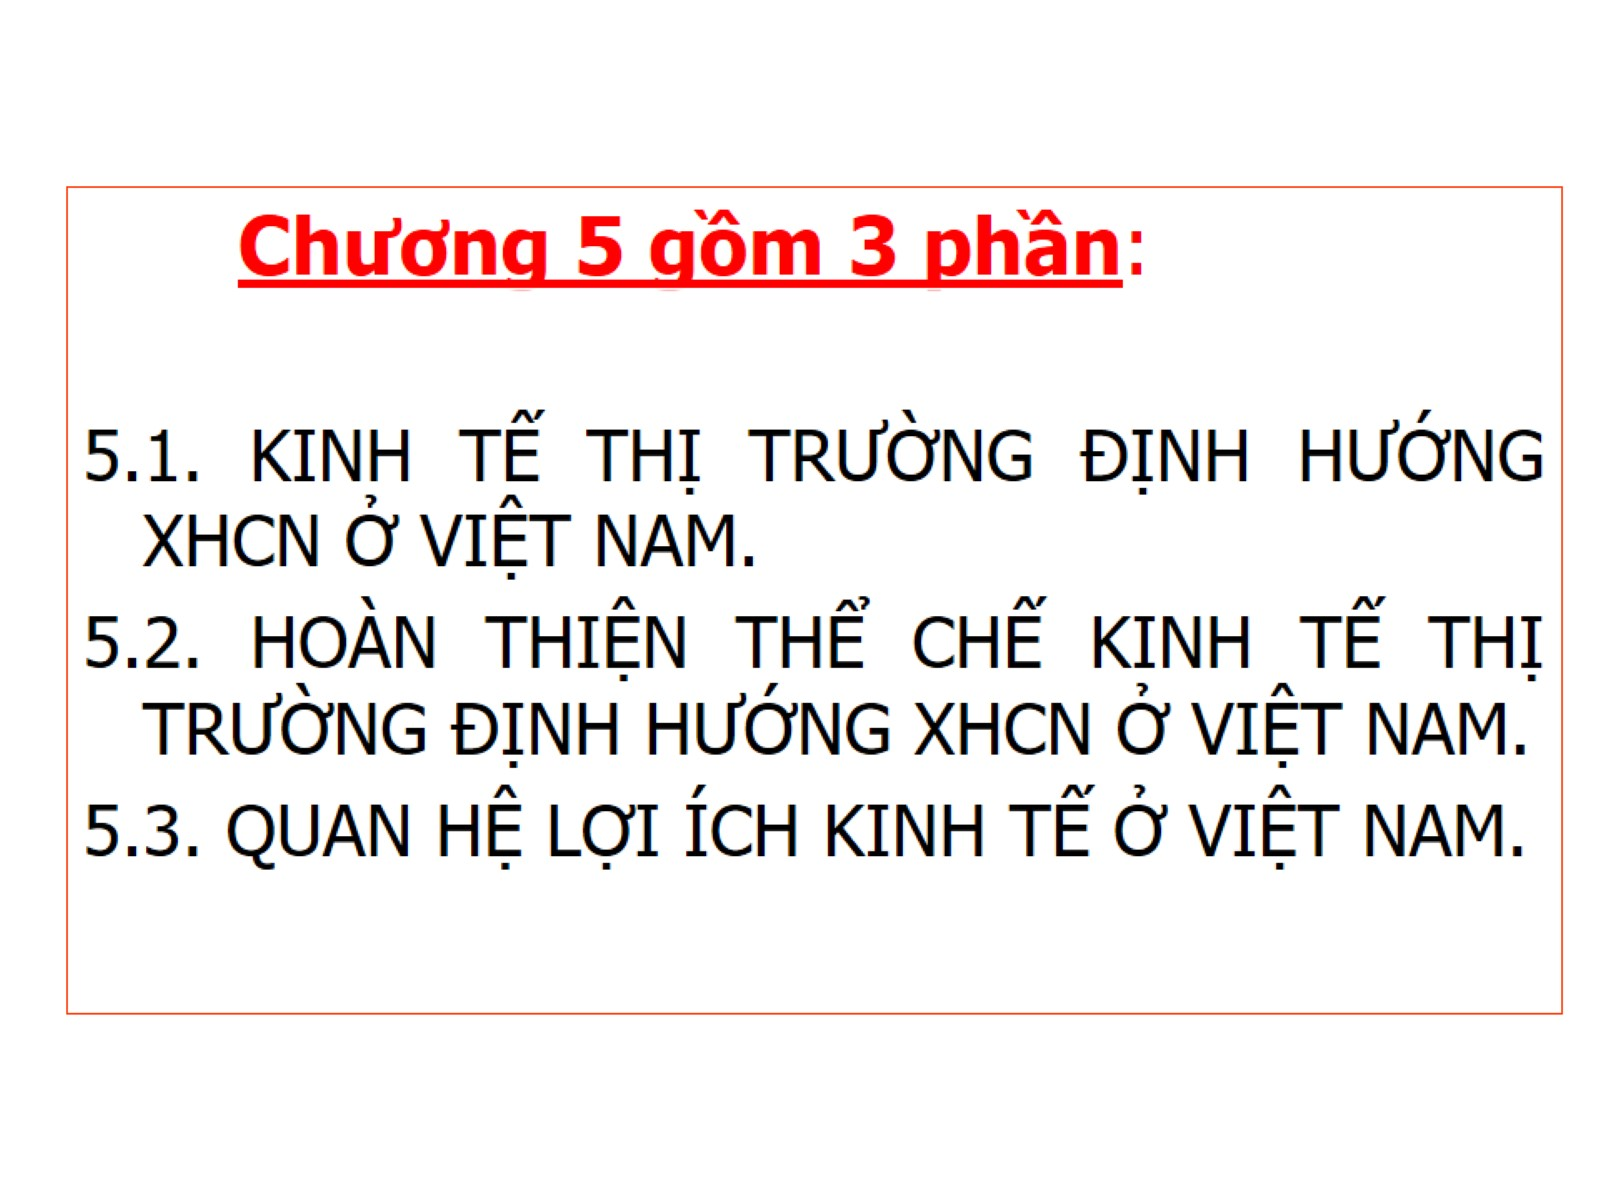 Chương 5 gồm 3 phần:
5.1. KINH TẾ THỊ TRƯỜNG ĐỊNH HƯỚNG
XHCN Ở VIỆT NAM.
5.2. HOÀN THIỆN THỂ CHẾ KINH TẾ THỊ
TRƯỜNG ĐỊNH HƯỚNG XHCN Ở VIỆT NAM.
5.3. QUAN HỆ LỢI ÍCH KINH TẾ Ở VIỆT NAM.